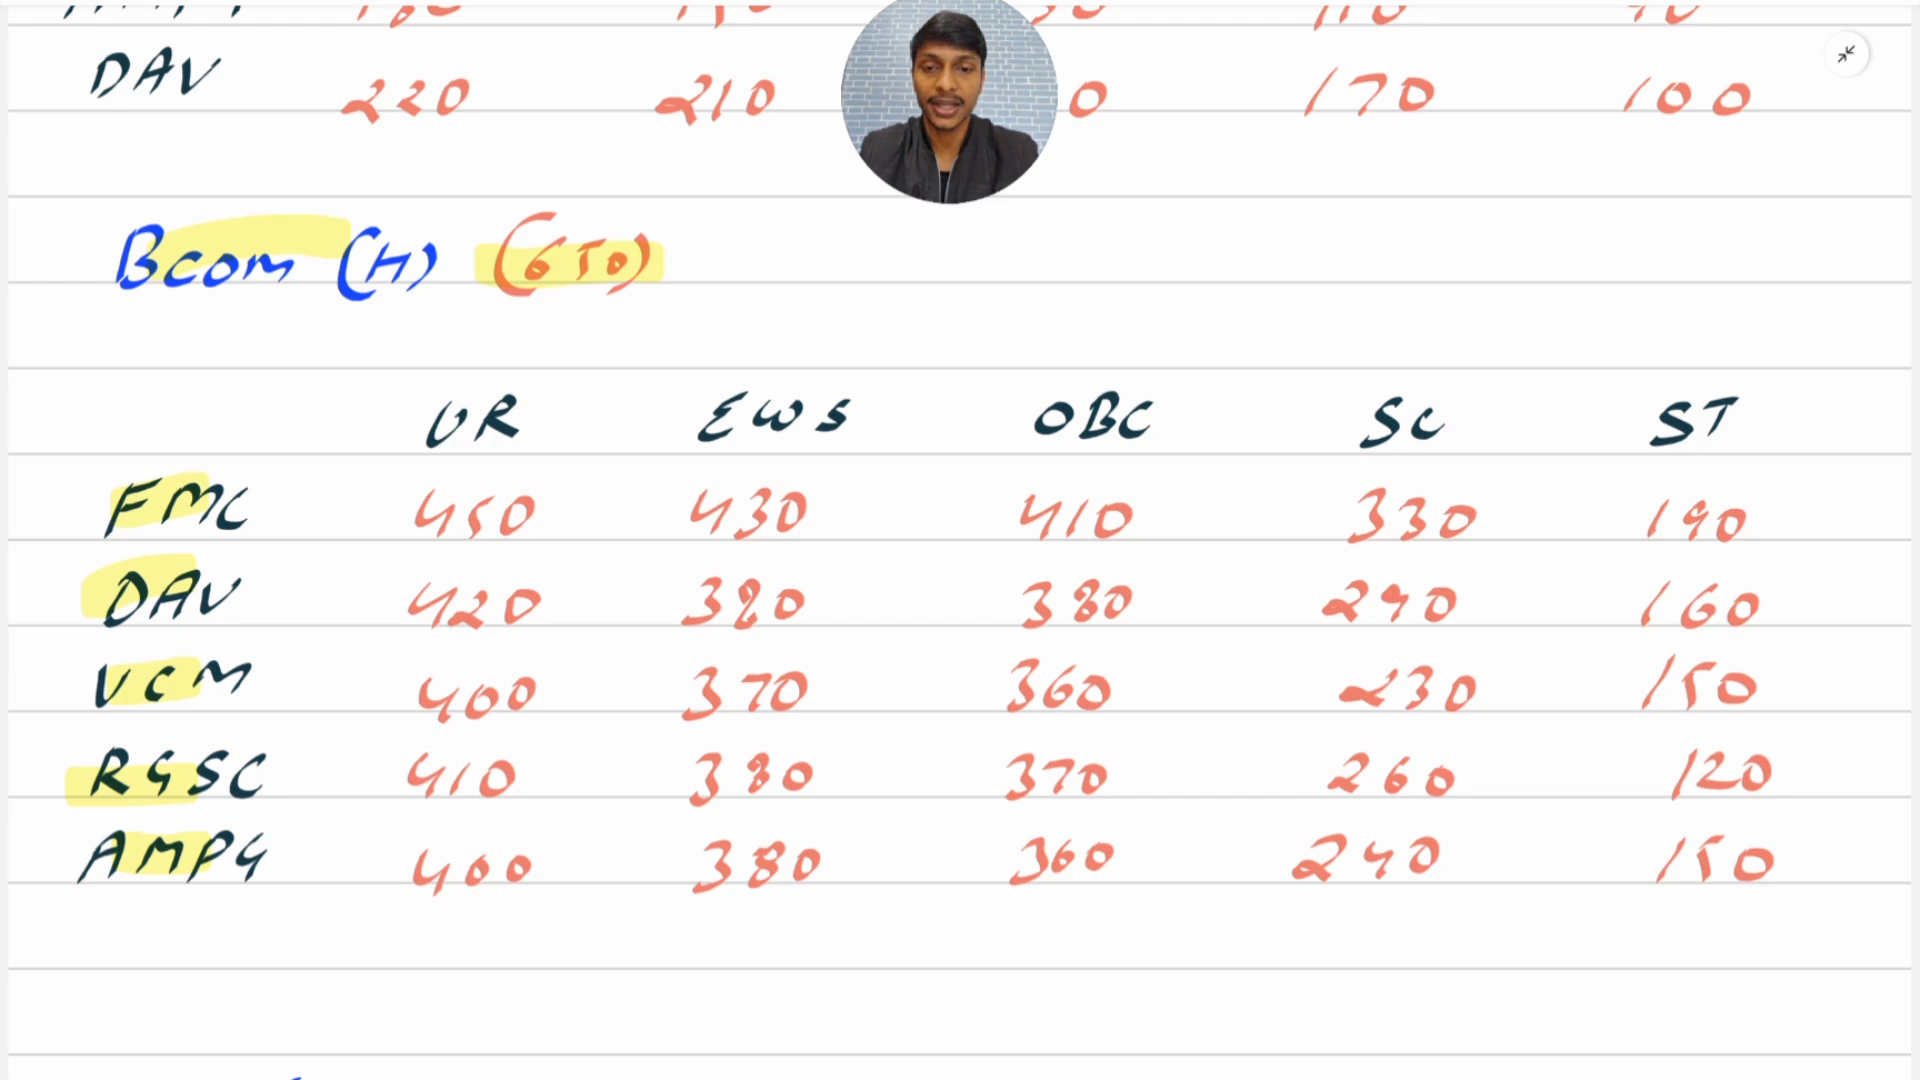 DAV 220 210 0 170 100
Bcom (H) (650)
UR EWS OBC SC ST
FMC 450 430 410 330 190
DAV 420 380 380 290 160
VCM 400 370 360 230 150
RGSC 410 380 370 260 120
AMPG 400 380 360 240 150